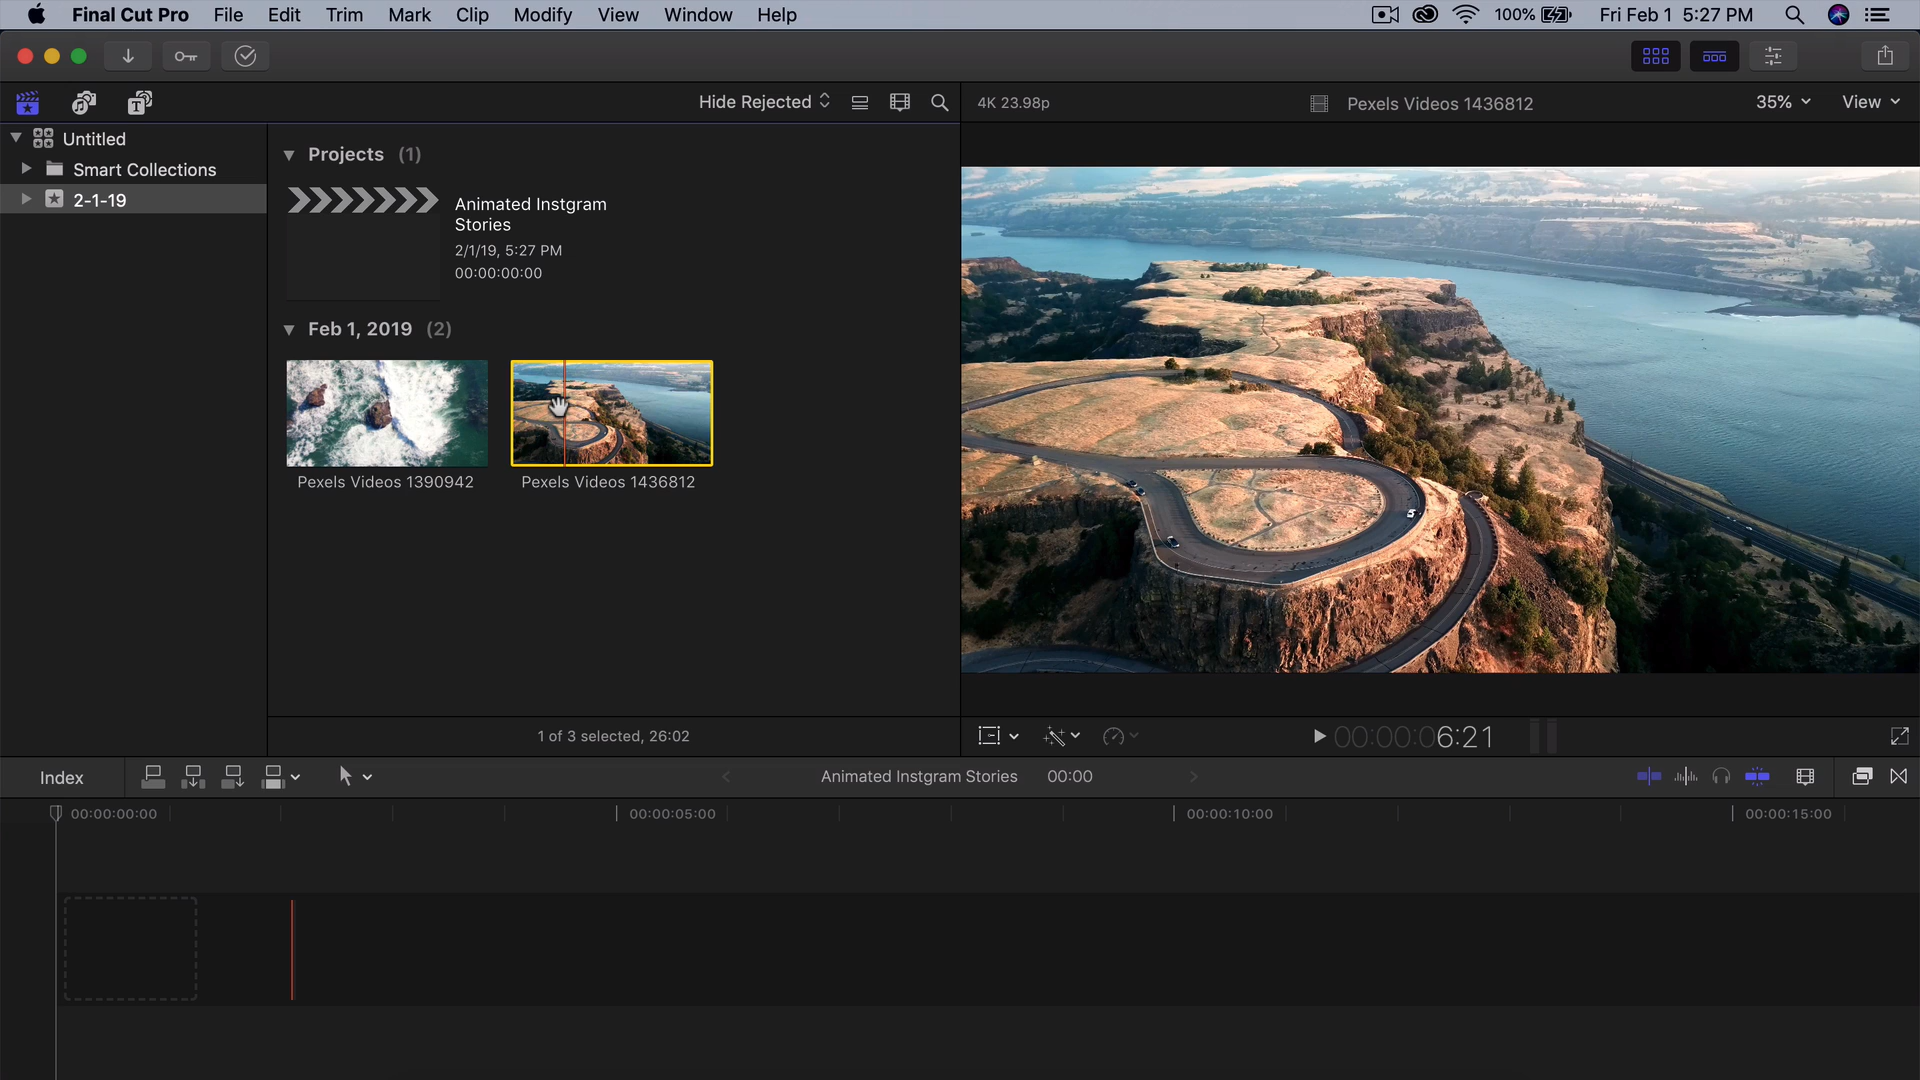 Final Cut Pro File Edit Trim Mark Clip Modify View Window Help 100% Fri Feb 1 5:27 PM
Hide Rejected
4K 23.98p Pexels Videos 1436812 35% View
Untitled
Smart Collections
2-1-19
Projects (1)
Animated Instgram
Stories
2/1/19, 5:27 PM
00:00:00:00
Feb 1, 2019 (2)
Pexels Videos 1390942 Pexels Videos 1436812
1 of 3 selected, 26:02
00:00:06:21
Index Animated Instgram Stories 00:00
00:00:00:00 00:00:05:00 00:00:10:00 00:00:15:00